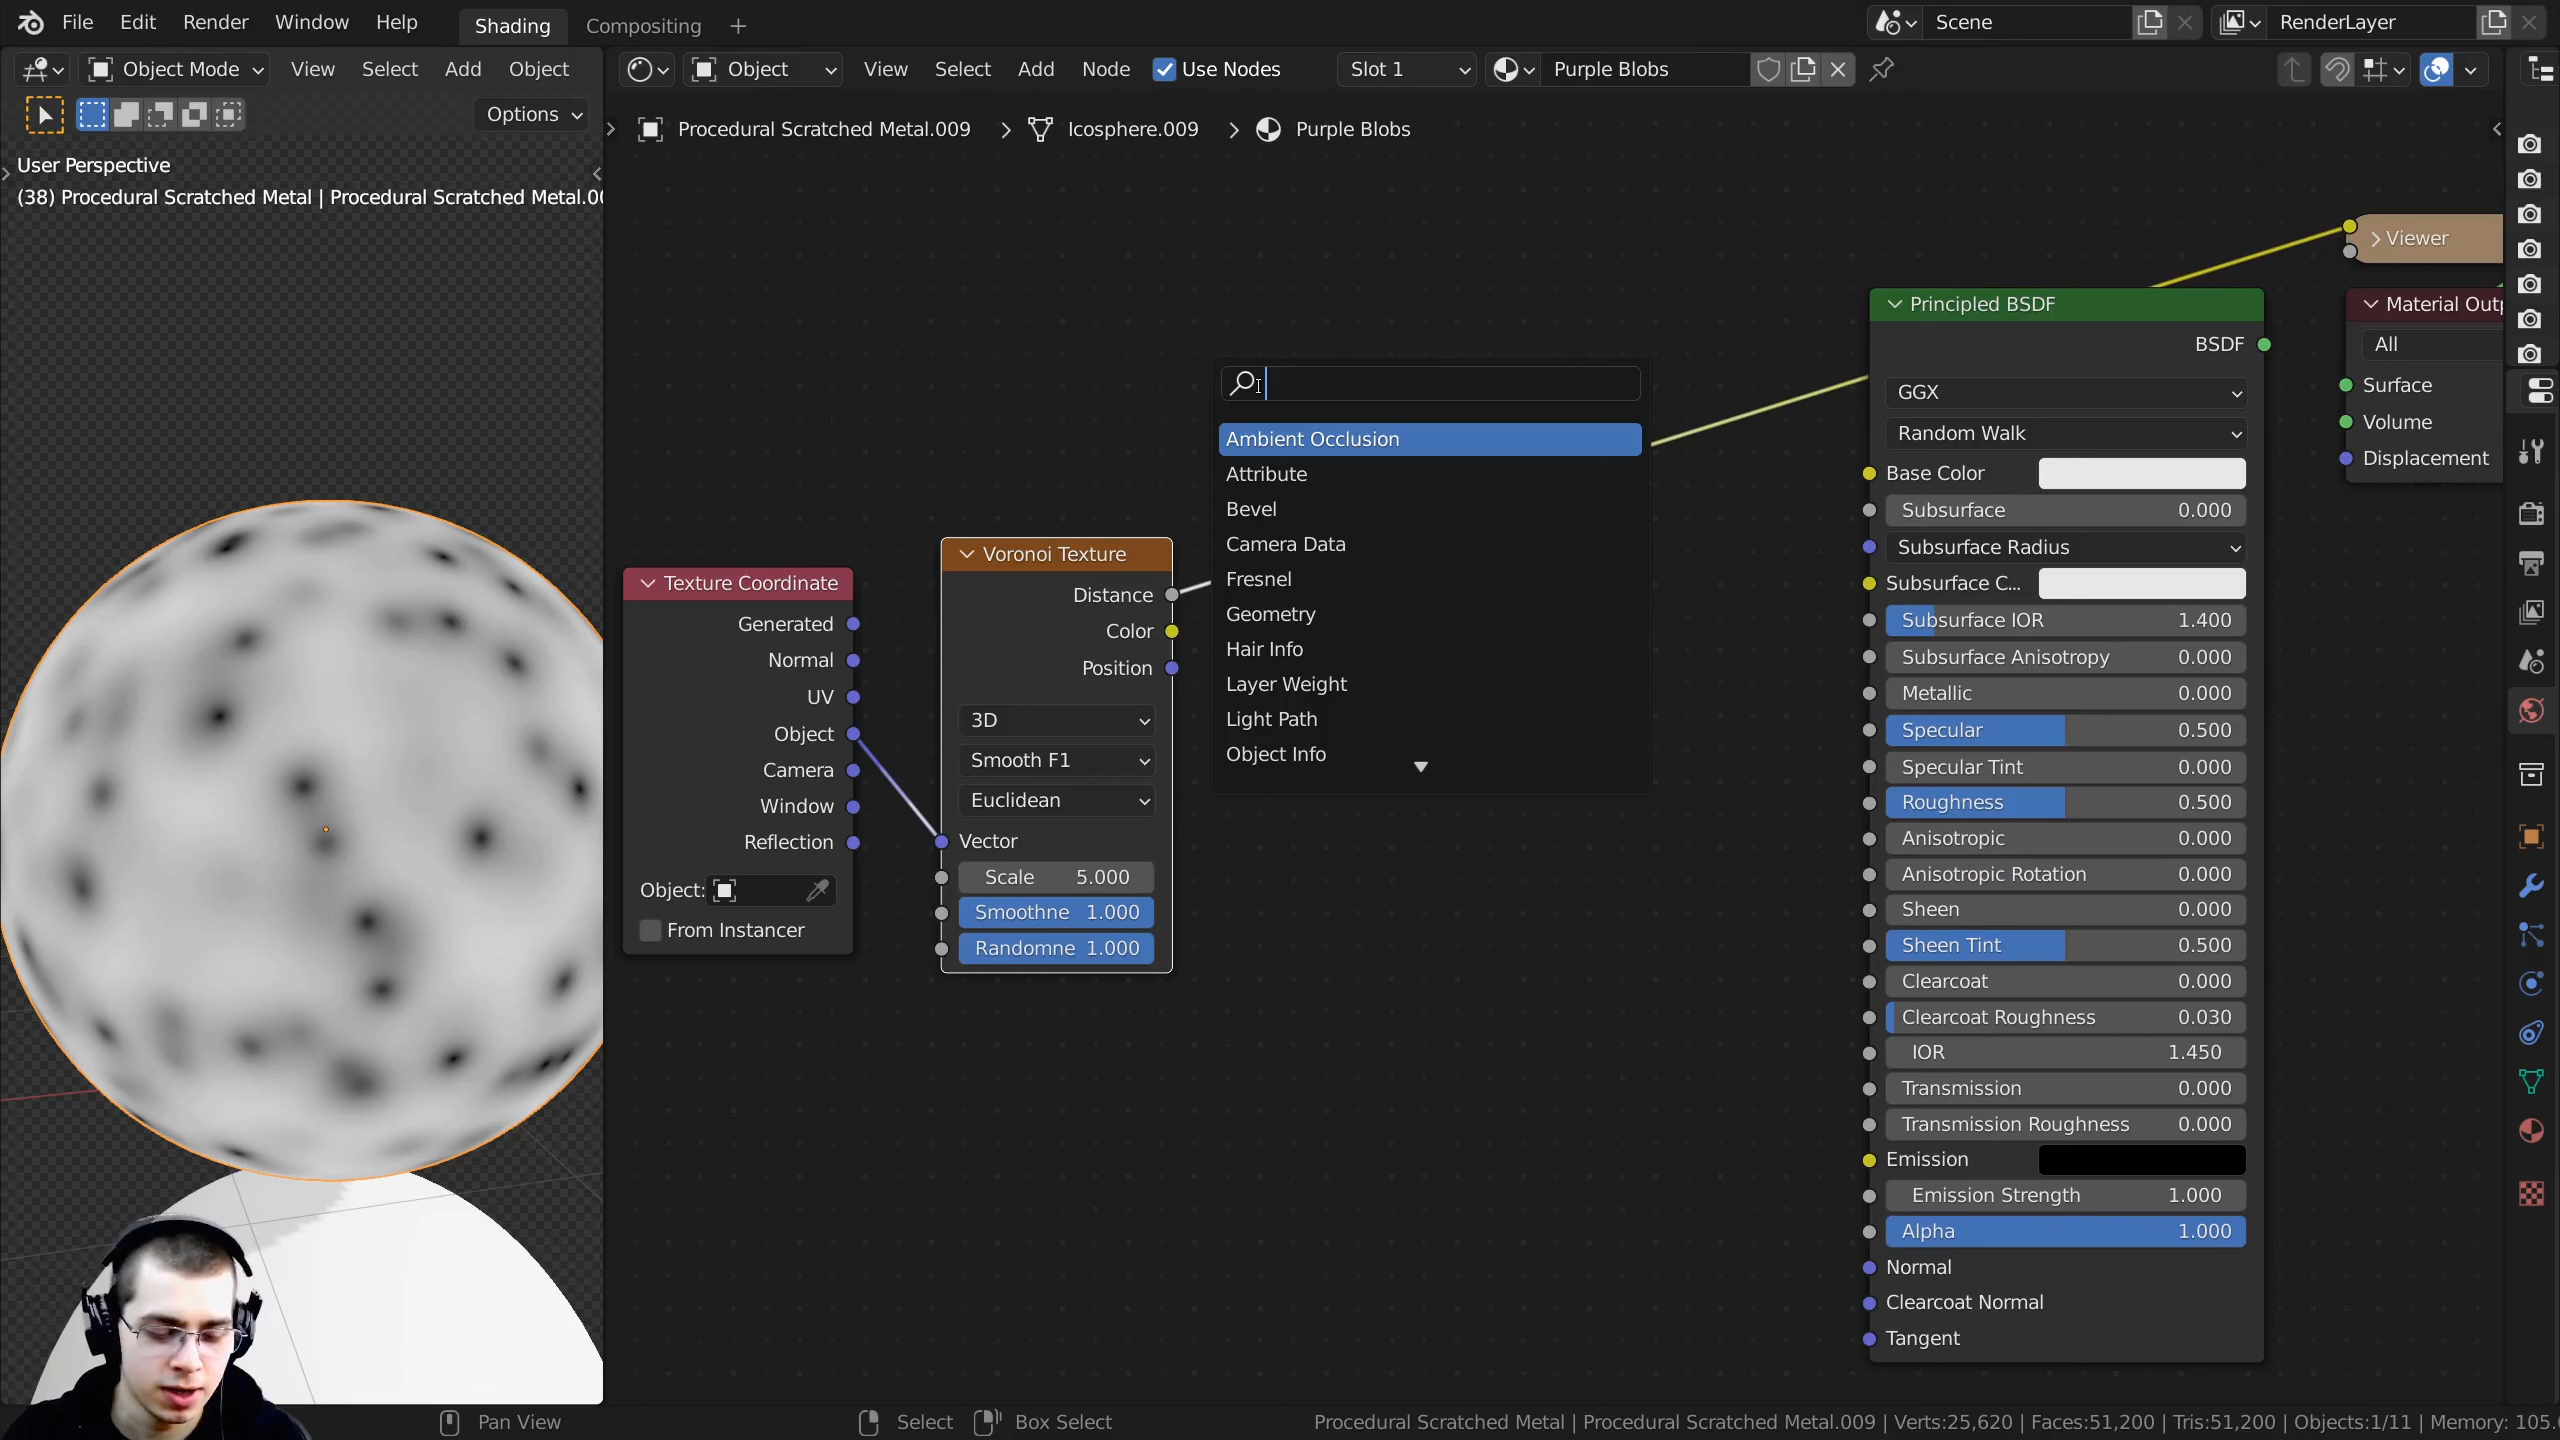 File Edit Render Window Help Shading Compositing + Scene RenderLayer
Object Mode View Select Add Object Object View Select Add Node Use Nodes Slot 1 Purple Blobs
Options
Procedural Scratched Metal.009 > Icosphere.009 > Purple Blobs
User Perspective
(38) Procedural Scratched Metal | Procedural Scratched Metal.00
Viewer
Principled BSDF
BSDF
GGX
Random Walk
Base Color
Subsurface 0.000
Subsurface Radius
Subsurface C...
Subsurface IOR 1.400
Subsurface Anisotropy 0.000
Metallic 0.000
Specular 0.500
Specular Tint 0.000
Roughness 0.500
Anisotropic 0.000
Anisotropic Rotation 0.000
Sheen 0.000
Sheen Tint 0.500
Clearcoat 0.000
Clearcoat Roughness 0.030
IOR 1.450
Transmission 0.000
Transmission Roughness 0.000
Emission
Emission Strength 1.000
Alpha 1.000
Normal
Clearcoat Normal
Tangent
Material Outp
All
Surface
Volume
Displacement
Ambient Occlusion
Attribute
Bevel
Camera Data
Fresnel
Geometry
Hair Info
Layer Weight
Light Path
Object Info
Voronoi Texture
Distance
Color
Position
3D
Smooth F1
Euclidean
Vector
Scale 5.000
Smoothne 1.000
Randomne 1.000
Texture Coordinate
Generated
Normal
UV
Object
Camera
Window
Reflection
Object:
From Instancer
Pan View Select Box Select Procedural Scratched Metal | Procedural Scratched Metal.009 | Verts:25,620 | Faces:51,200 | Tris:51,200 | Objects:1/11 | Memory: 105.